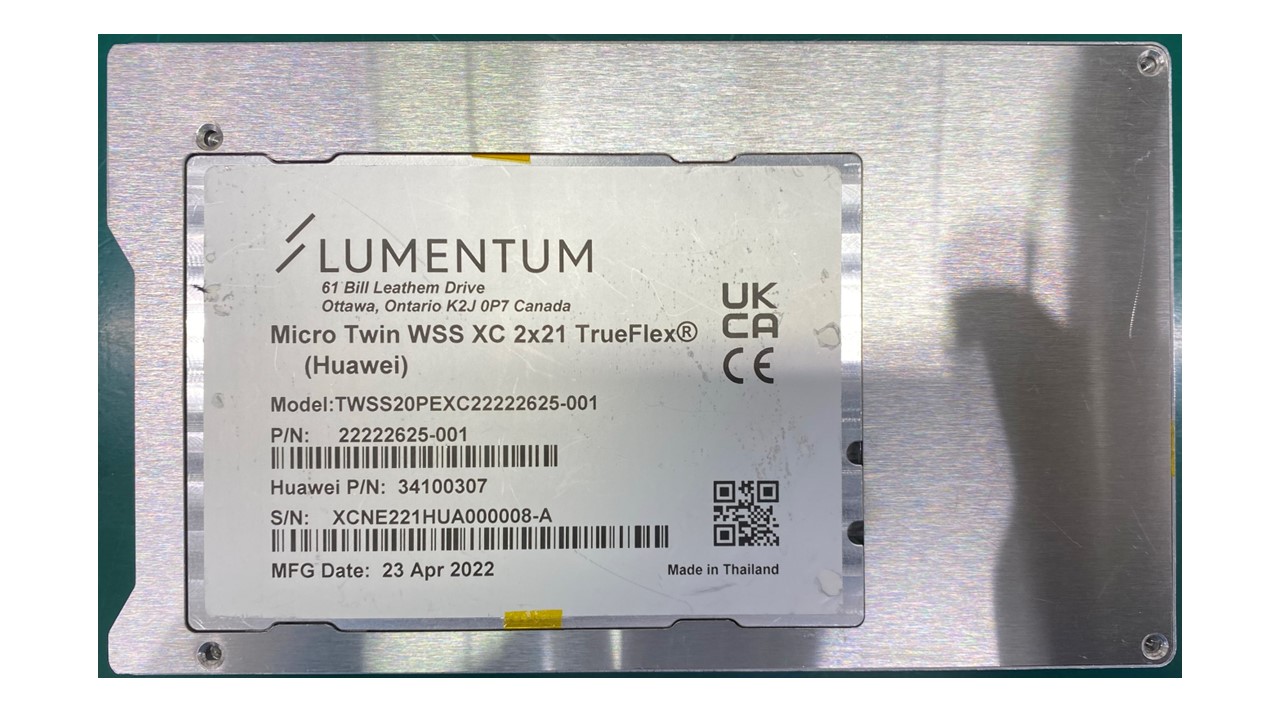 LUMENTUM
61 Bill Leathem Drive
Ottawa, Ontario K2J 0P7 Canada
Micro Twin WSS XC 2x21 TrueFlex®
(Huawei)
UK
CA
CE
Model:TWSS20PEXC22222625-001
P/N: 22222625-001
Huawei P/N: 34100307
S/N: XCNE221HUA000008-A
MFG Date: 23 Apr 2022
Made in Thailand